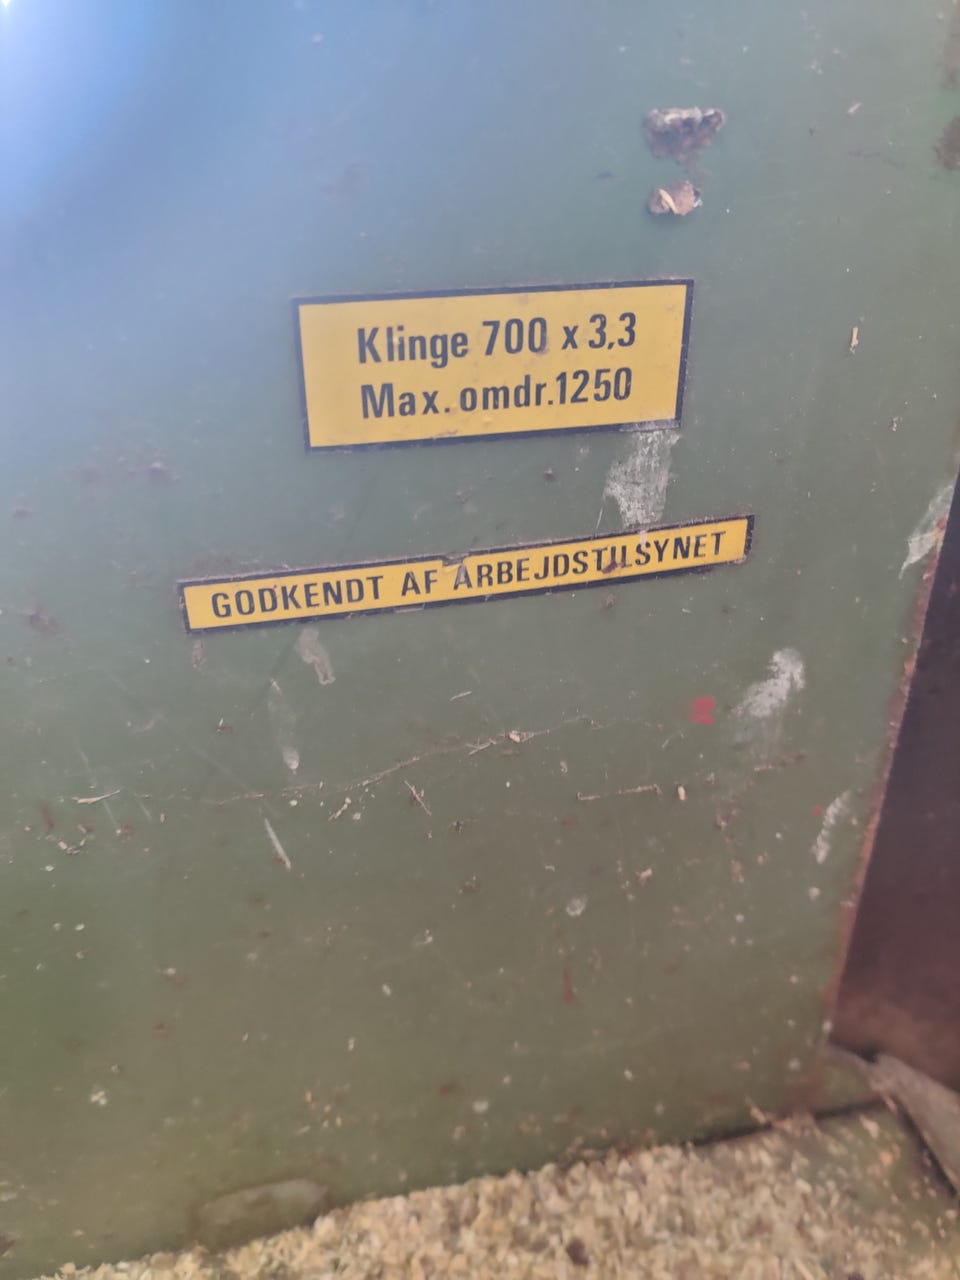 Klinge 700 x 3,3
Max. omdr.1250
GODKENDT AF ARBEJDSTILSYNET